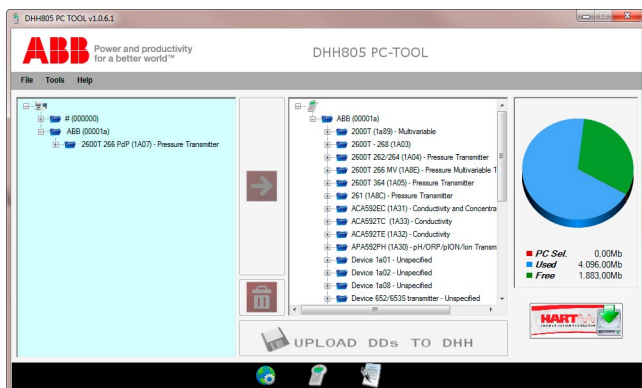 DHH805 PC TOOL v1.0.6.1
ABB
Power and productivity
for a better world™
DHH805 PC-TOOL
File Tools Help
# (000000)
ABB (00001a)
2600T 266 PdP (1A07) - Pressure Transmitter
ABB (00001a)
2000T (1a89) - Multivariable
2600T - 268 (1A03)
2600T 262/264 (1A04) - Pressure Transmitter
2600T 266 MV (1A8E) - Pressure Multivariable T
2600T 364 (1A05) - Pressure Transmitter
261 (1A8C) - Pressure Transmitter
ACA592EC (1A31) - Conductivity and Concentra
ACA592TC (1A33) - Conductivity
ACA592TE (1A32) - Conductivity
APA592PH (1A30) - pH/ORP/pION/Ion Transm
Device 1a01 - Unspecified
Device 1a02 - Unspecified
Device 1a08 - Unspecified
Device 652/653S transmitter - Unspecified
PC Sel. 0,00Mb
Used 4.096,00Mb
Free 1.883,00Mb
HART
COMMUNICATION FOUNDATION
UPLOAD DDs TO DHH